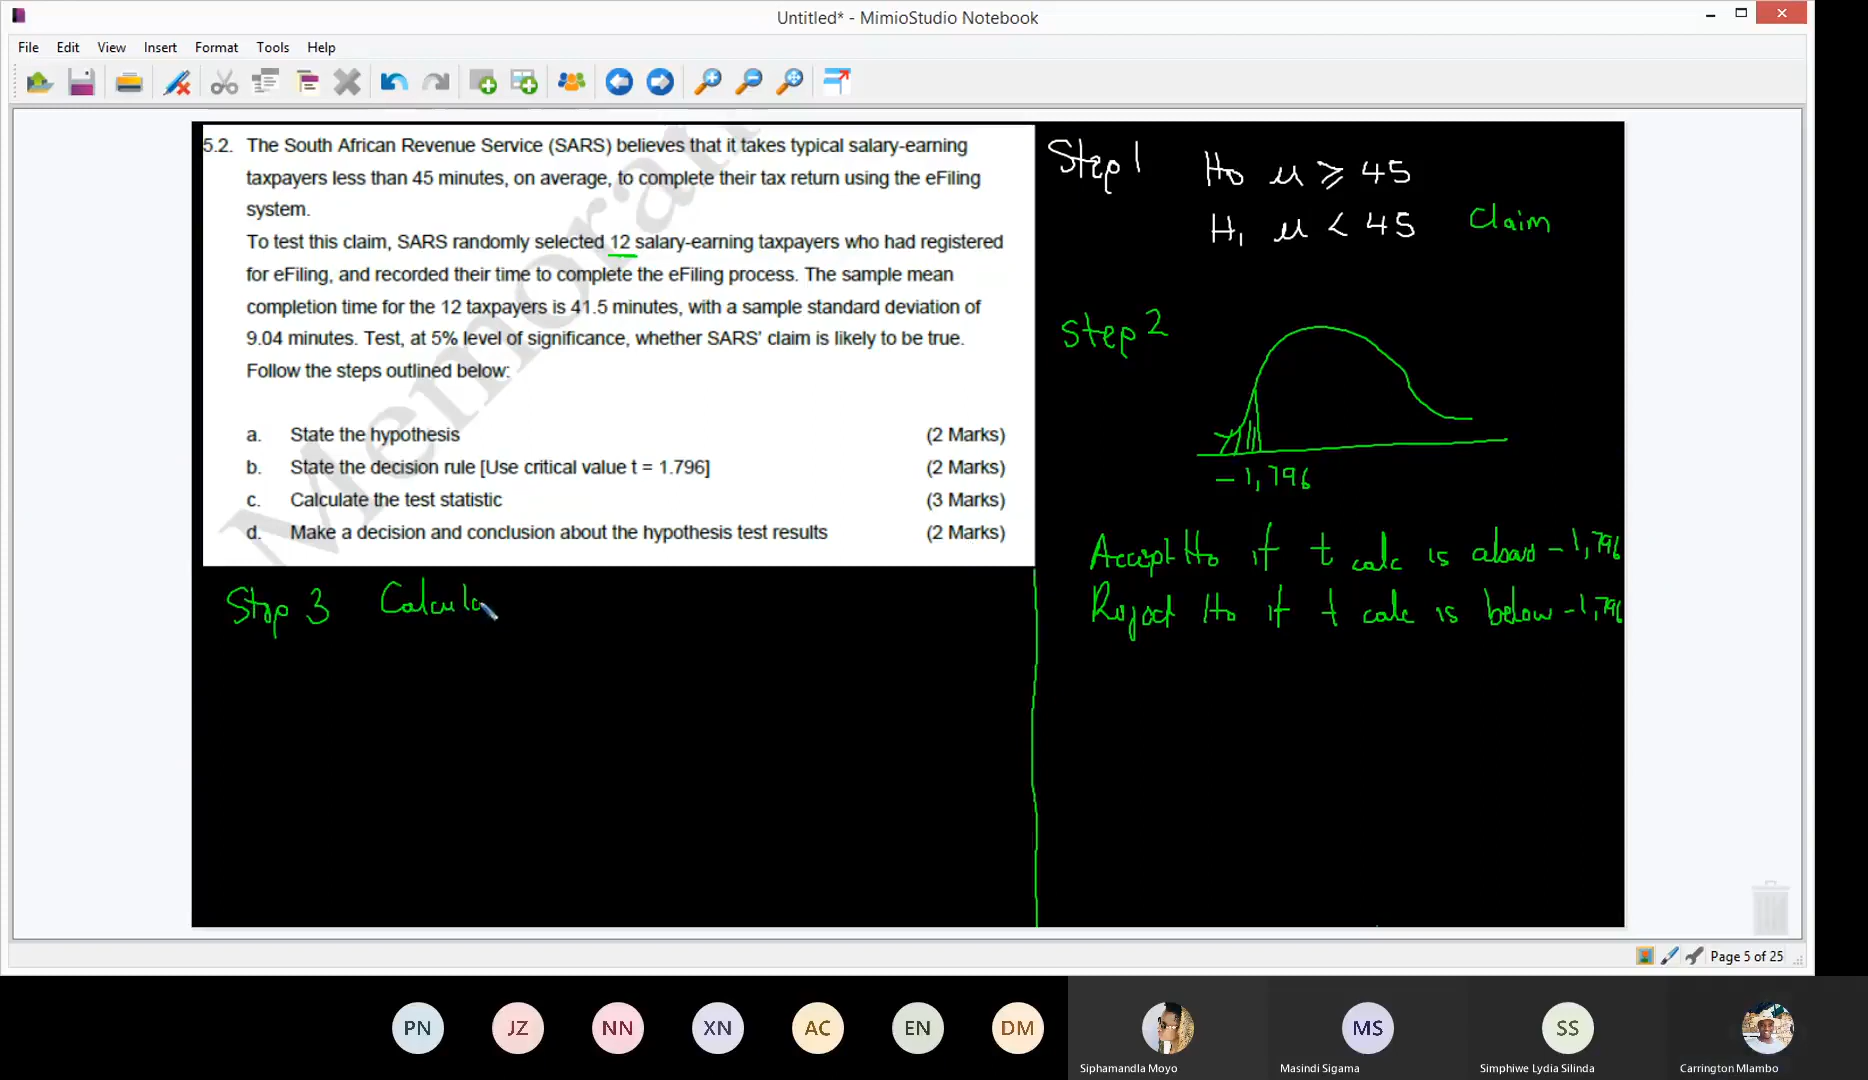 Untitled* - MimioStudio Notebook
File Edit View Insert Format Tools Help
5.2. The South African Revenue Service (SARS) believes that it takes typical salary-earning
taxpayers less than 45 minutes, on average, to complete their tax return using the eFiling
system.
To test this claim, SARS randomly selected 12 salary-earning taxpayers who had registered
for eFiling, and recorded their time to complete the eFiling process. The sample mean
completion time for the 12 taxpayers is 41.5 minutes, with a sample standard deviation of
9.04 minutes. Test, at 5% level of significance, whether SARS' claim is likely to be true.
Follow the steps outlined below:
a. State the hypothesis (2 Marks)
b. State the decision rule [Use critical value t = 1.796] (2 Marks)
c. Calculate the test statistic (3 Marks)
d. Make a decision and conclusion about the hypothesis test results (2 Marks)
Memoran
Step 3 Calcula
Step 1 Ho μ ⩾ 45
H1 μ < 45 Claim
Step 2
-1,796
Accept Ho if t calc is above -1,796
Reject Ho if t calc is below -1,796
Page 5 of 25
PN JZ NN XN AC EN DM MS SS
Siphamandla Moyo Masindi Sigama Simphiwe Lydia Silinda Carrington Mlambo